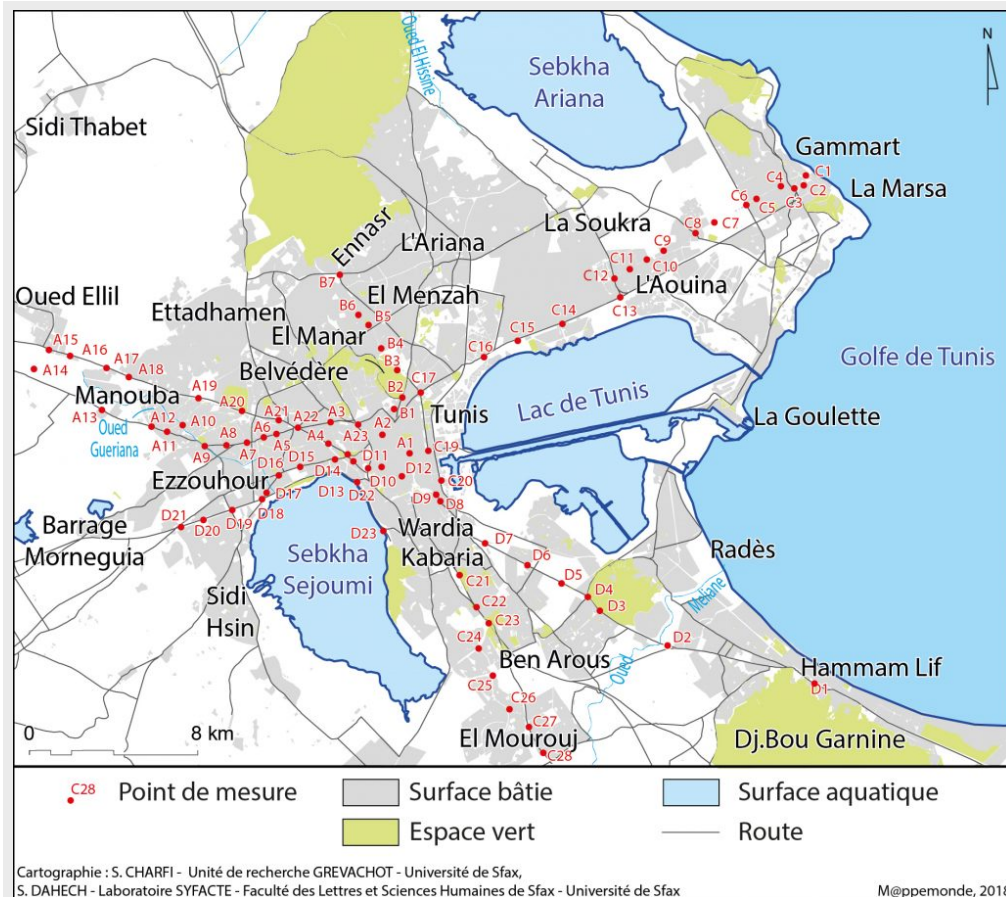 Oued El Hissine
Sebkha
Ariana
N
Sidi Thabet
Gammart
C1
C4
C2
C3
La Marsa
C6
C5
C7
C8
Ennasr
L'Ariana
La Soukra
C9
C10
C11
C12
L'Aouina
C13
B7
El Menzah
B6
B5
C14
C15
Oued Ellil
Ettadhamen
El Manar
B4
C16
Golfe de Tunis
A15
A16
A17
A18
A14
Belvédère
B3
B2
C17
B1
Tunis
Lac de Tunis
La Goulette
Manouba
A19
A20
A13
A12
A10
A11
A21
A22
A3
Oued
Gueriana
A9
A8
A7
A6
A5
A4
A23
A2
A1
C19
D16
D15
D14
D11
D10
D12
C20
Ezzouhour
D13
D22
D9
D8
D17
D18
D19
D20
D21
Barrage
Morneguia
Wardia
Kabaria
D23
D7
D6
D5
D4
D3
Radès
Sebkha
Sejoumi
C21
C22
C23
Meliane
Sidi
Hsin
C24
Ben Arous
D2
Oued
Hammam Lif
D1
C25
C26
C27
El Mourouj
C28
Dj.Bou Garnine
0 8 km
C28 Point de mesure
Surface bâtie
Surface aquatique
Espace vert
Route
Cartographie : S. CHARFI - Unité de recherche GREVACHOT - Université de Sfax,
S. DAHECH - Laboratoire SYFACTE - Faculté des Lettres et Sciences Humaines de Sfax - Université de Sfax
M@ppemonde, 2018